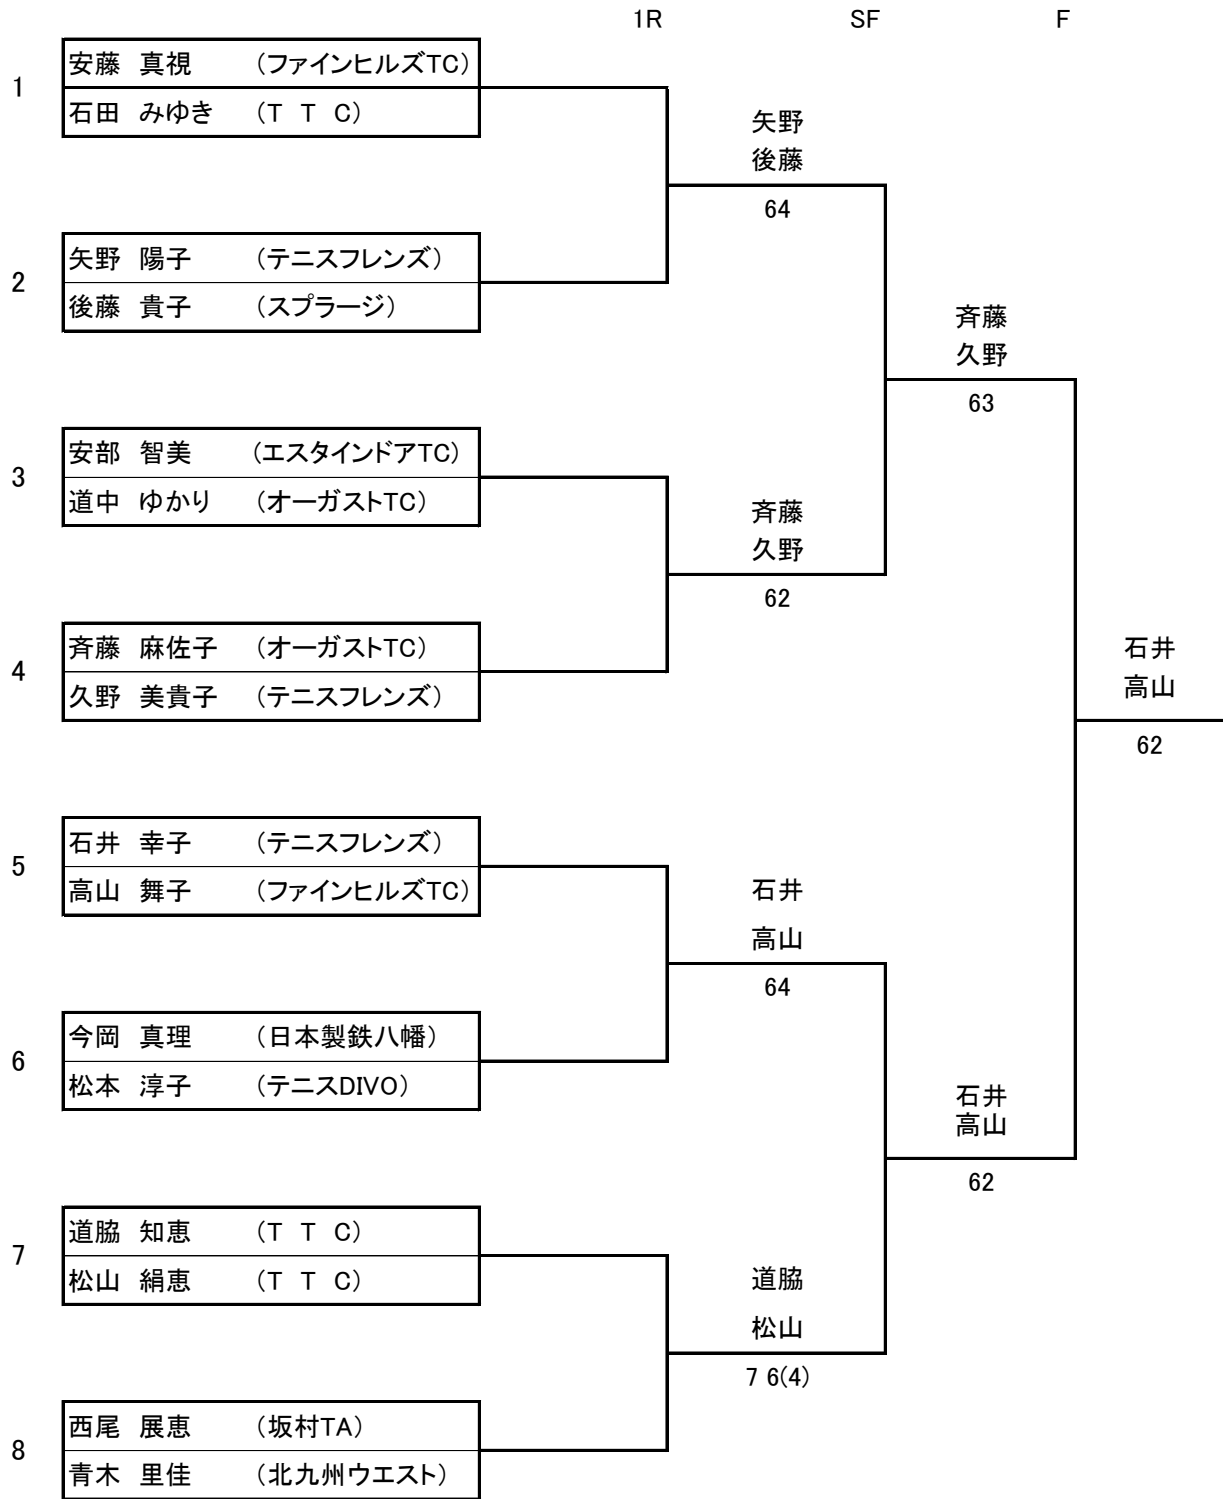 1R SF F
1
安藤 真視 (ファインヒルズTC)
石田 みゆき (T T C)
矢野
後藤
64
2
矢野 陽子 (テニスフレンズ)
後藤 貴子 (スプラージ)
斉藤
久野
63
3
安部 智美 (エスタインドアTC)
道中 ゆかり (オーガストTC)
斉藤
久野
62
4
斉藤 麻佐子 (オーガストTC)
久野 美貴子 (テニスフレンズ)
石井
高山
62
5
石井 幸子 (テニスフレンズ)
高山 舞子 (ファインヒルズTC)
石井
高山
64
6
今岡 真理 (日本製鉄八幡)
松本 淳子 (テニスDIVO)
石井
高山
62
7
道脇 知恵 (T T C)
松山 絹恵 (T T C)
道脇
松山
7 6(4)
8
西尾 展恵 (坂村TA)
青木 里佳 (北九州ウエスト)